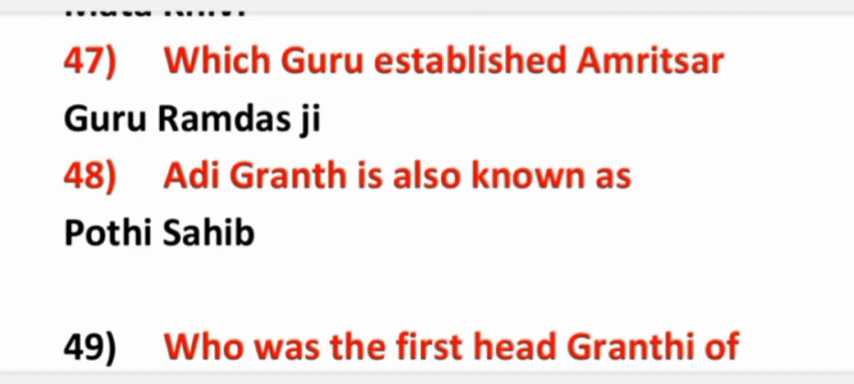 47) Which Guru established Amritsar
Guru Ramdas ji
48) Adi Granth is also known as
Pothi Sahib
49) Who was the first head Granthi of